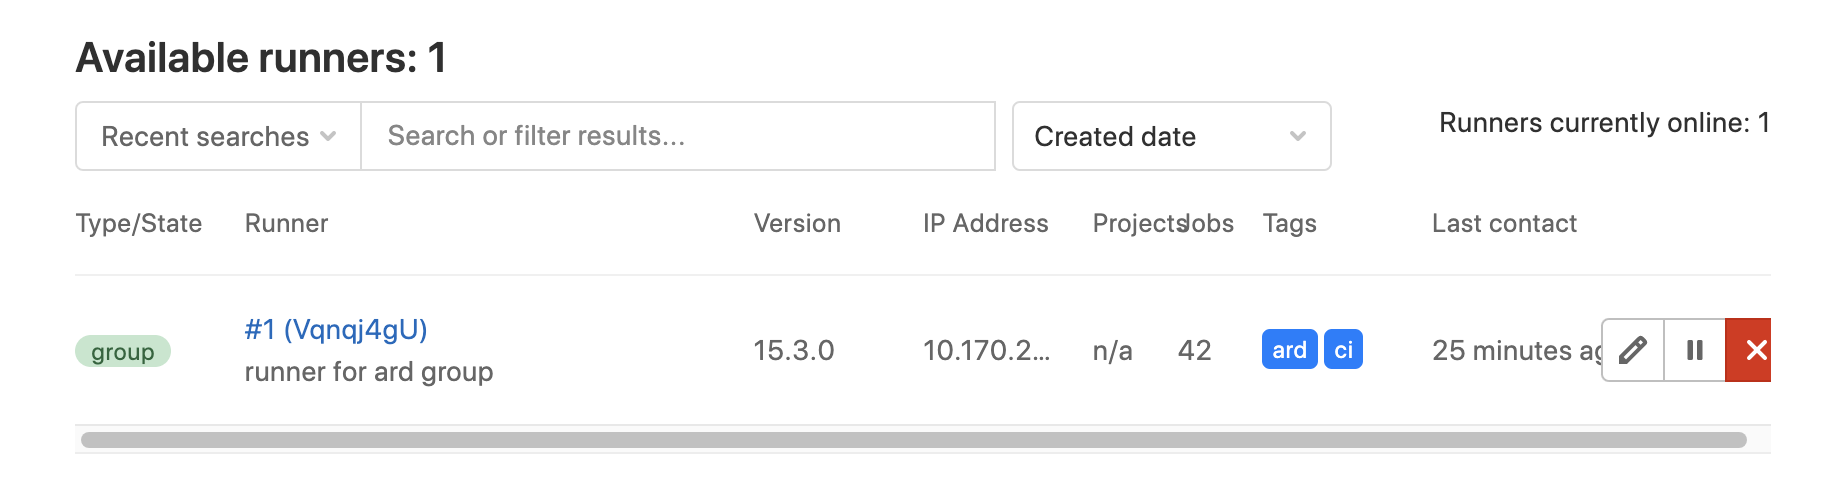 Available runners: 1
Recent searches Search or filter results... Created date Runners currently online: 1
Type/State Runner Version IP Address Projects Jobs Tags Last contact
#1 (Vqnqj4gU)
group 15.3.0 10.170.2... n/a 42 ard ci 25 minutes ag
runner for ard group